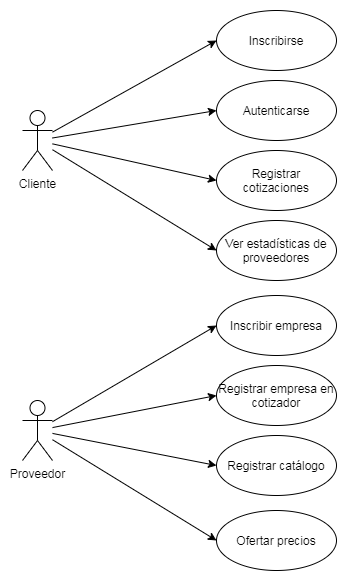 Inscribirse
Autenticarse
Cliente
Registrar
cotizaciones
Ver estadísticas de
proveedores
Inscribir empresa
Registrar empresa en
cotizador
Proveedor
Registrar catálogo
Ofertar precios